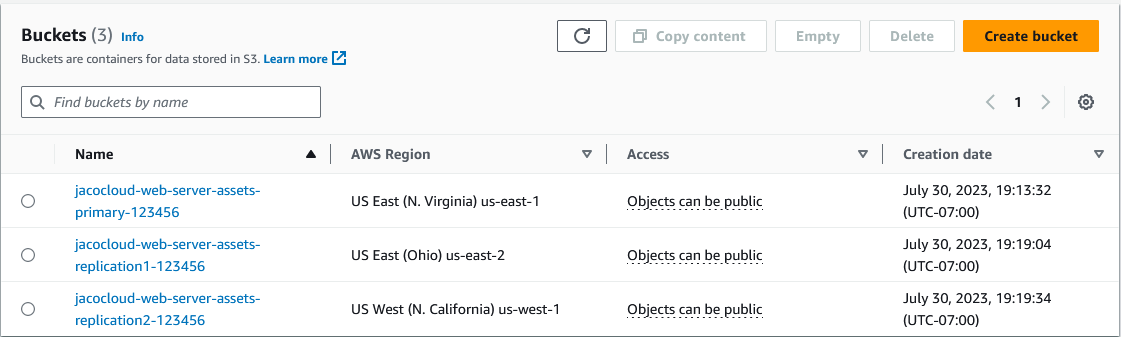 Buckets (3) Info
Buckets are containers for data stored in S3. Learn more
Copy content
Empty
Delete
Create bucket
Find buckets by name
1
Name AWS Region Access Creation date
jacocloud-web-server-assets-
primary-123456
US East (N. Virginia) us-east-1
Objects can be public
July 30, 2023, 19:13:32
(UTC-07:00)
jacocloud-web-server-assets-
replication1-123456
US East (Ohio) us-east-2
Objects can be public
July 30, 2023, 19:19:04
(UTC-07:00)
jacocloud-web-server-assets-
replication2-123456
US West (N. California) us-west-1
Objects can be public
July 30, 2023, 19:19:34
(UTC-07:00)